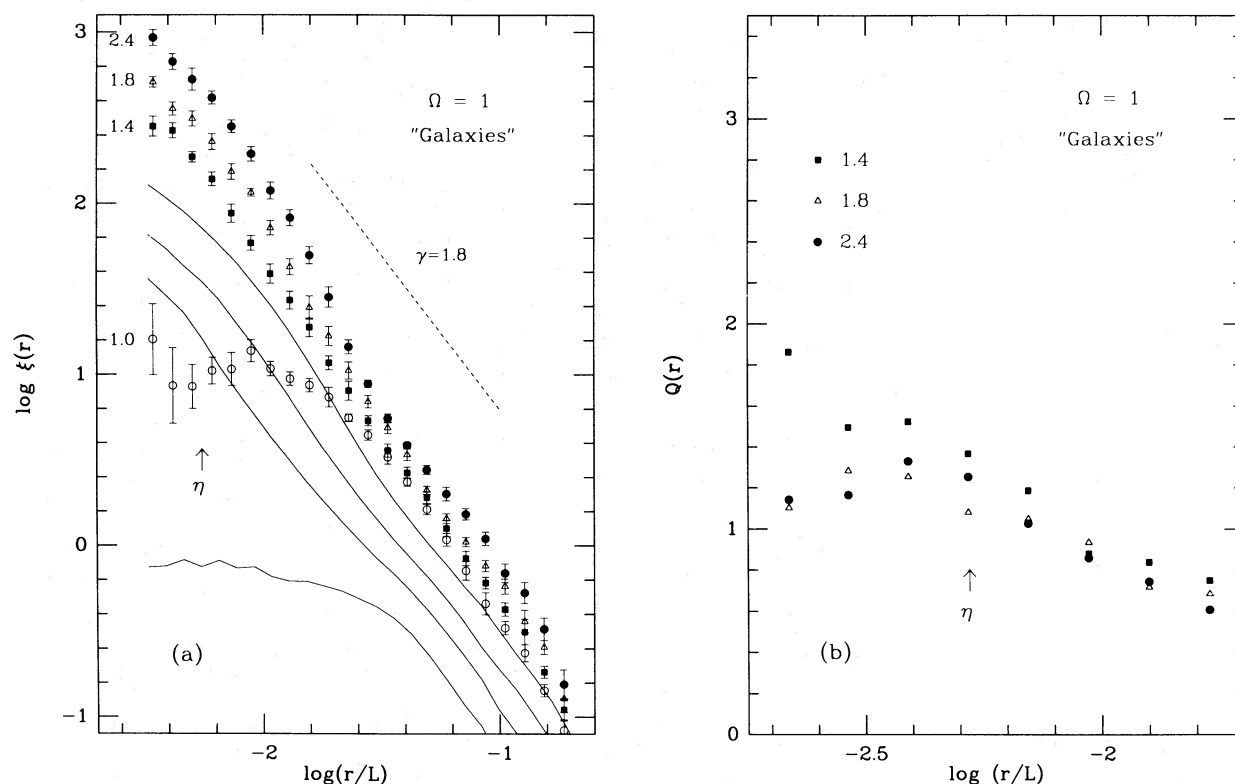 3
2.4
1.8
Ω = 1
"Galaxies"
1.4
2
γ=1.8
log ξ(r)
1
1.0
η
0
(a)
−1
−2
−1
log(r/L)
3
Ω = 1
"Galaxies"
1.4
1.8
2.4
2
Q(r)
1
η
(b)
0
−2.5
−2
log (r/L)